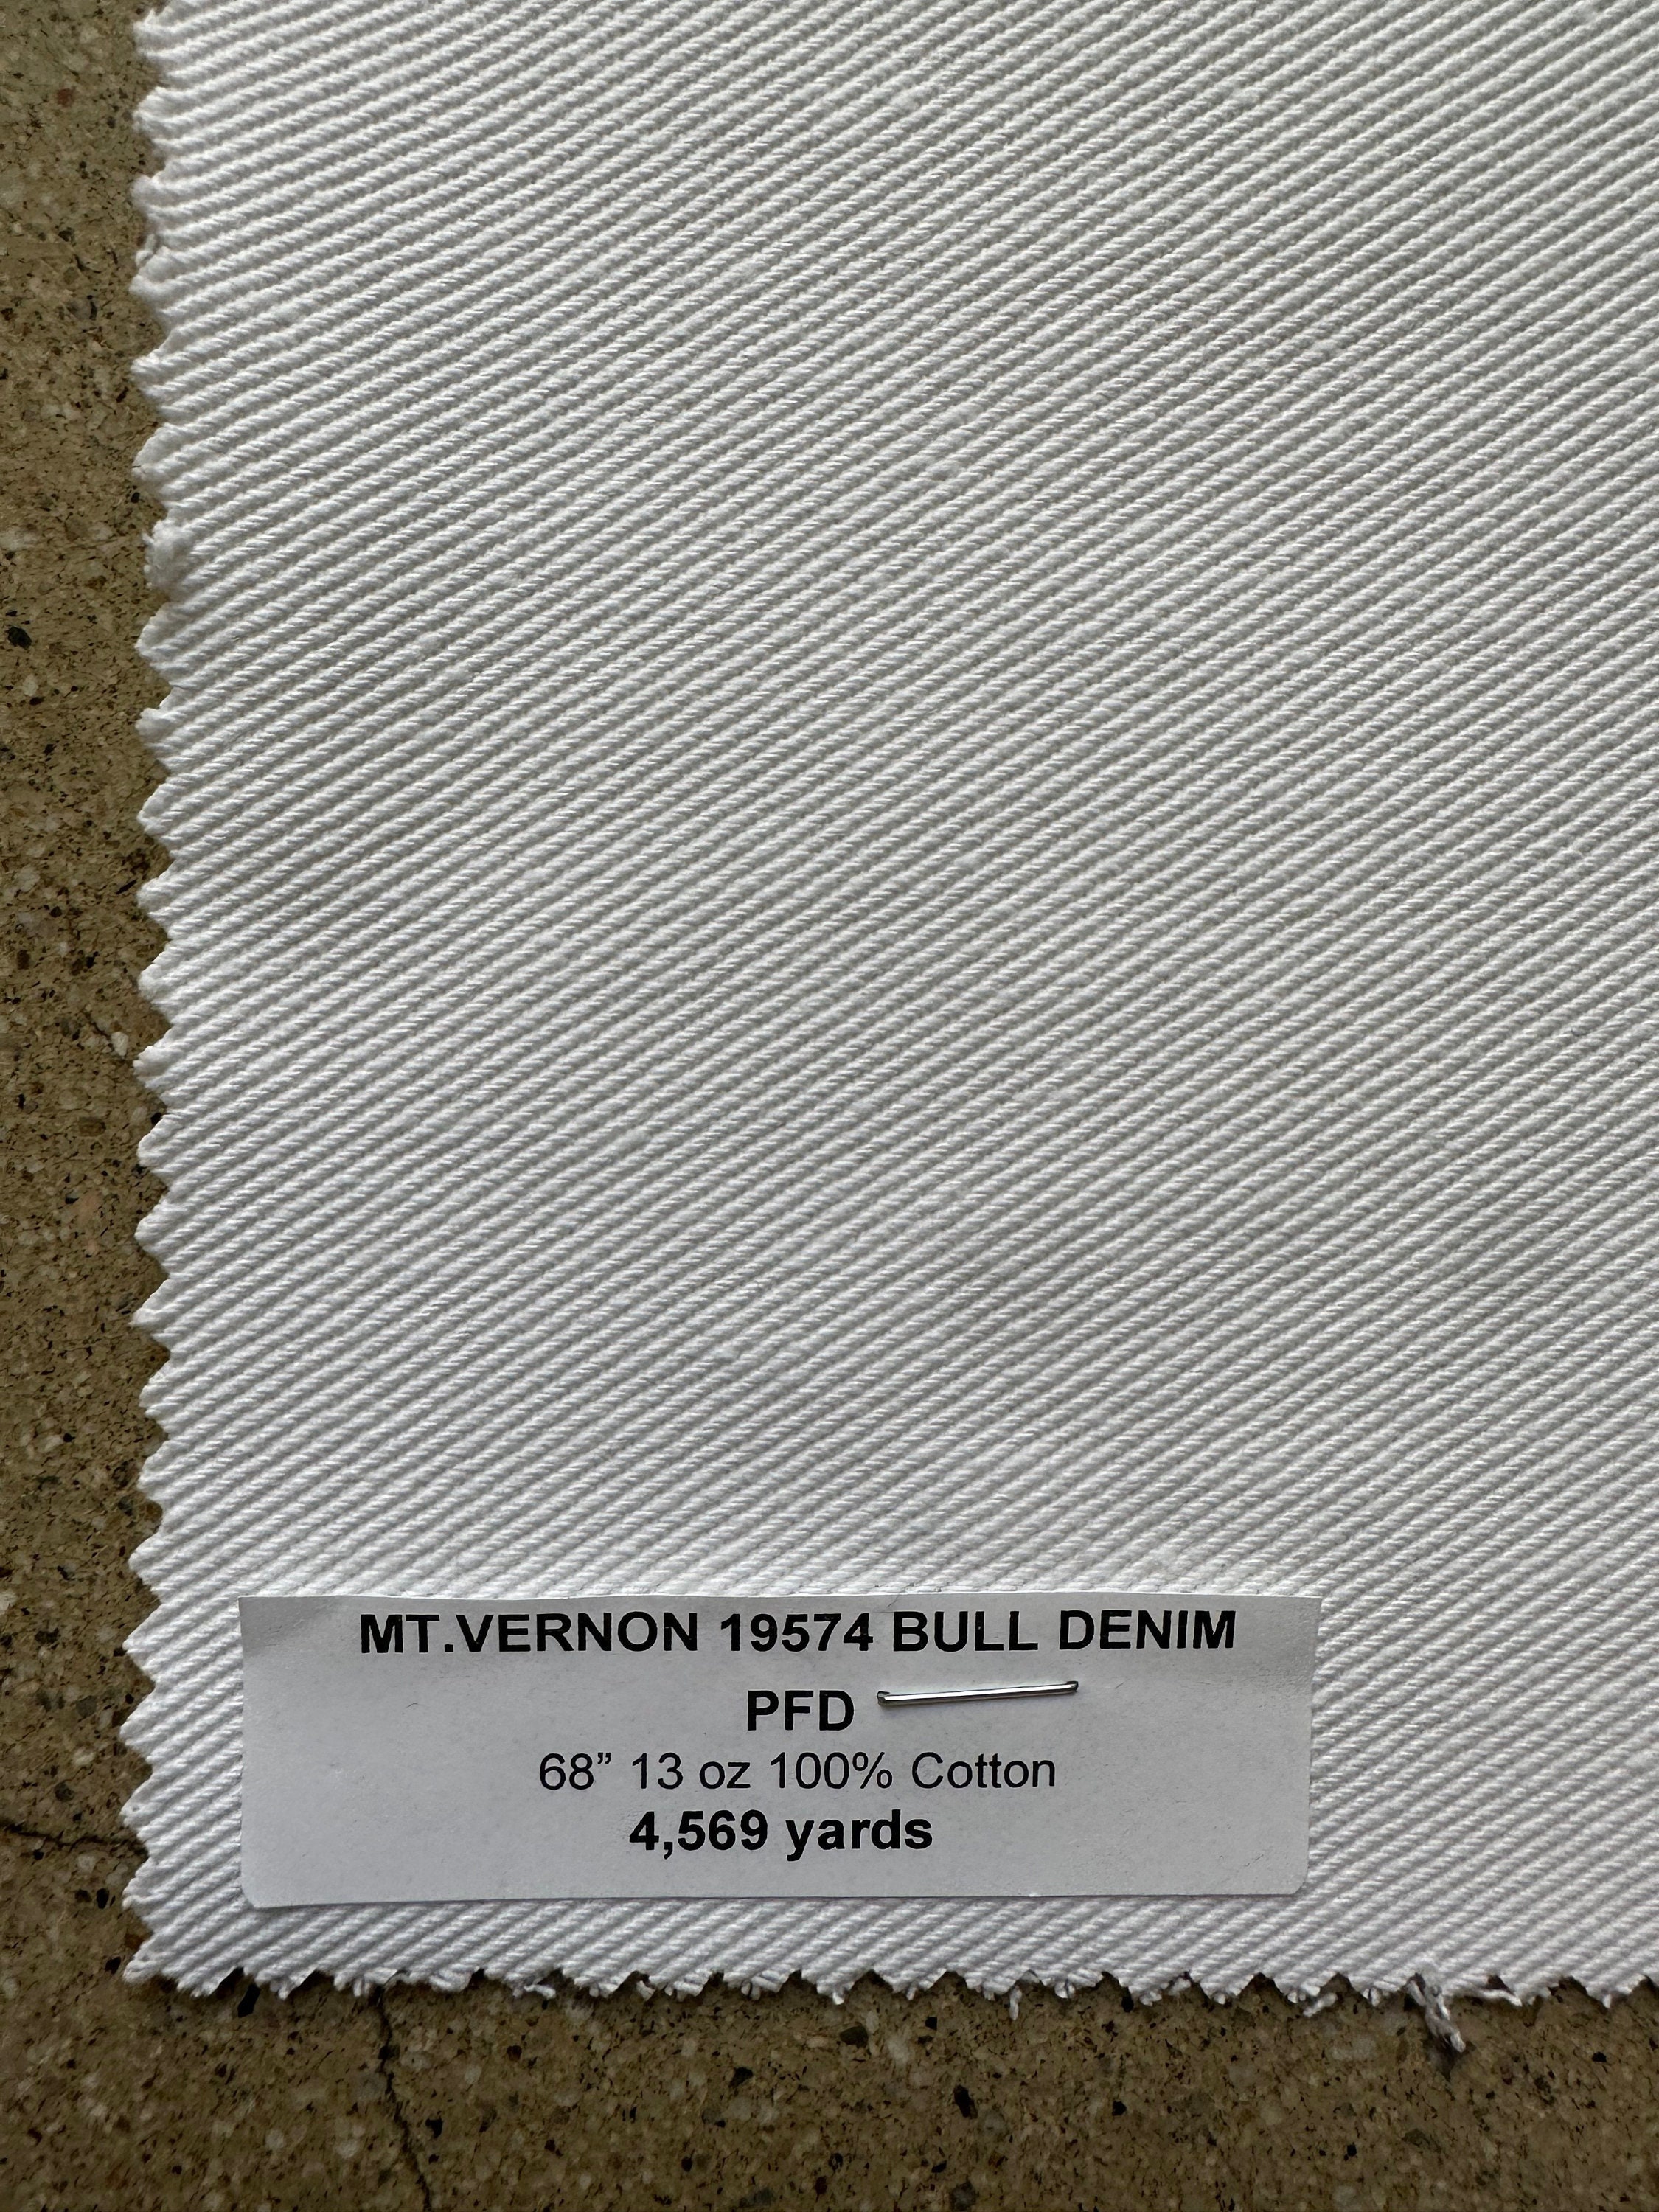 MT.VERNON 19574 BULL DENIM
PFD
68” 13 oz 100% Cotton
4,569 yards